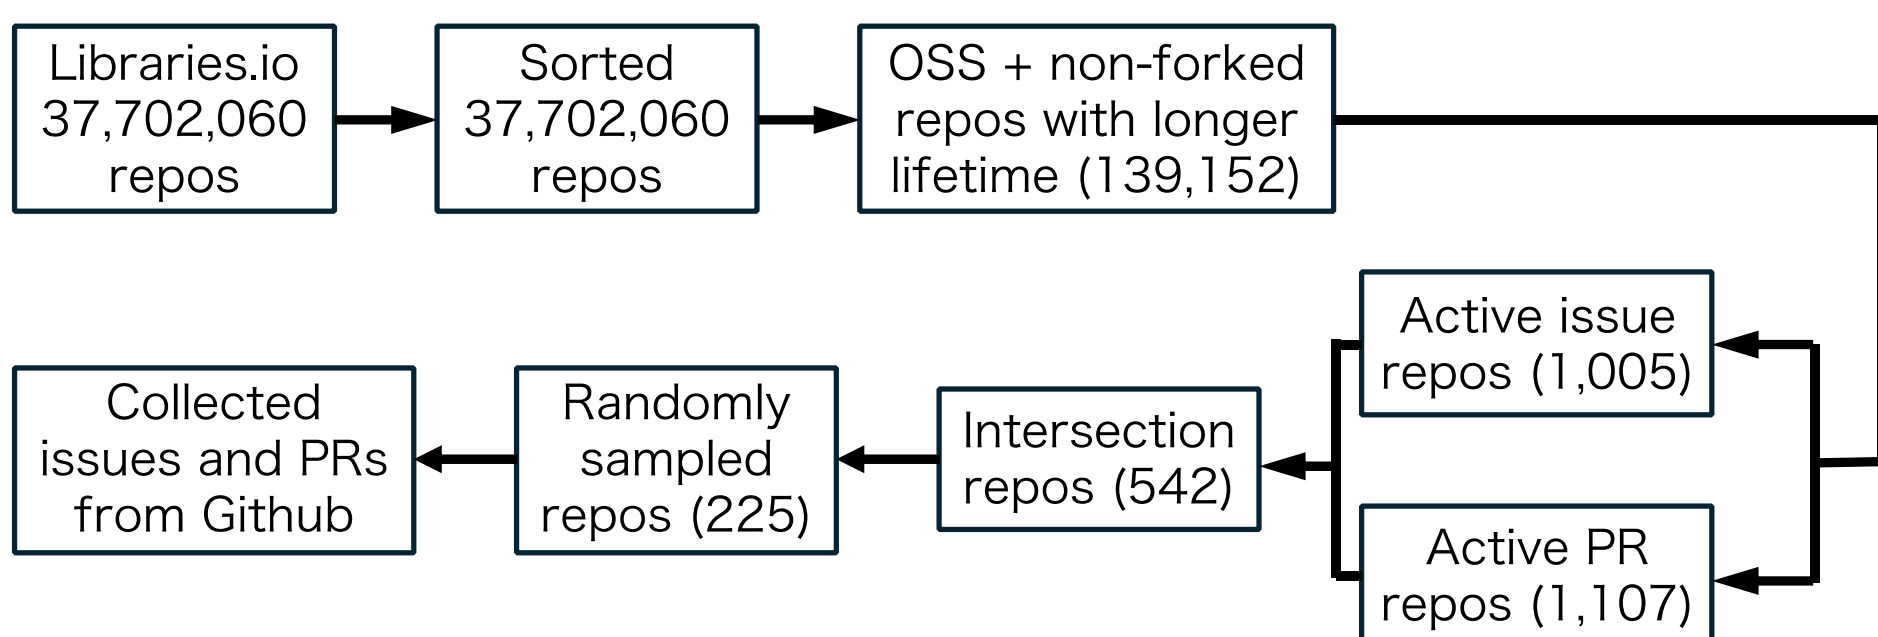 Libraries.io
37,702,060
repos
Sorted
37,702,060
repos
OSS + non-forked
repos with longer
lifetime (139,152)
Active issue
repos (1,005)
Active PR
repos (1,107)
Intersection
repos (542)
Randomly
sampled
repos (225)
Collected
issues and PRs
from Github